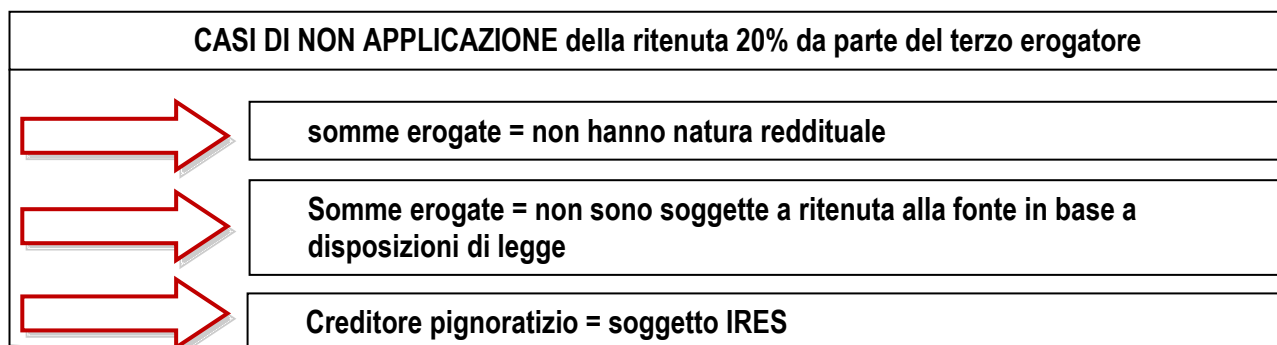 CASI DI NON APPLICAZIONE della ritenuta 20% da parte del terzo erogatore
somme erogate = non hanno natura reddituale
Somme erogate = non sono soggette a ritenuta alla fonte in base a
disposizioni di legge
Creditore pignoratizio = soggetto IRES